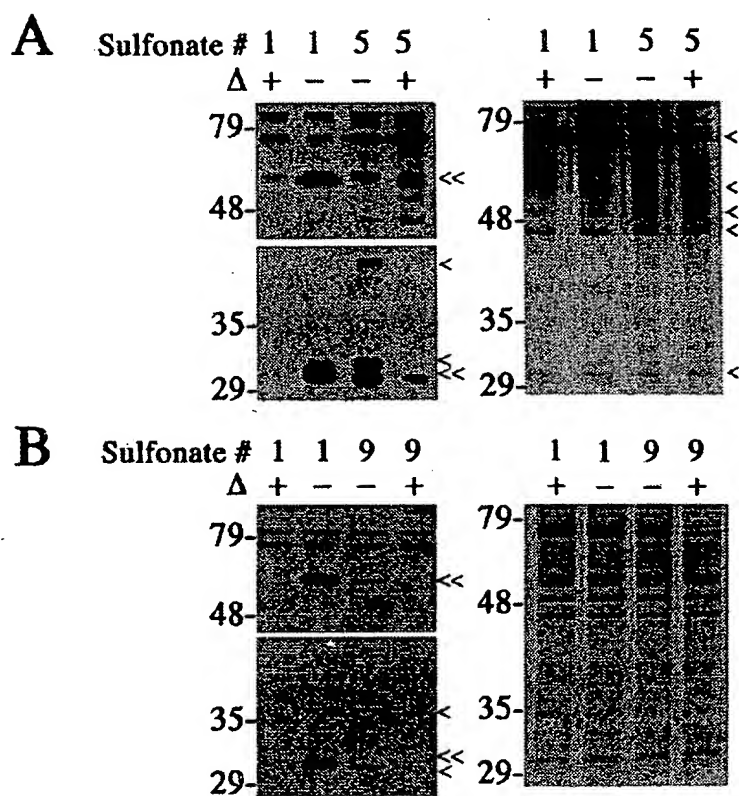 A
Sulfonate # 1 1 5 5
Δ + − − +
79-
48-
35-
29-
<<
<
<
<<
1 1 5 5
+ − − +
79-
48-
35-
29-
<
<
<
<
<
B
Sulfonate # 1 1 9 9
Δ + − − +
79-
48-
35-
29-
<<
<
<<
<
1 1 9 9
+ − − +
79-
48-
35-
29-